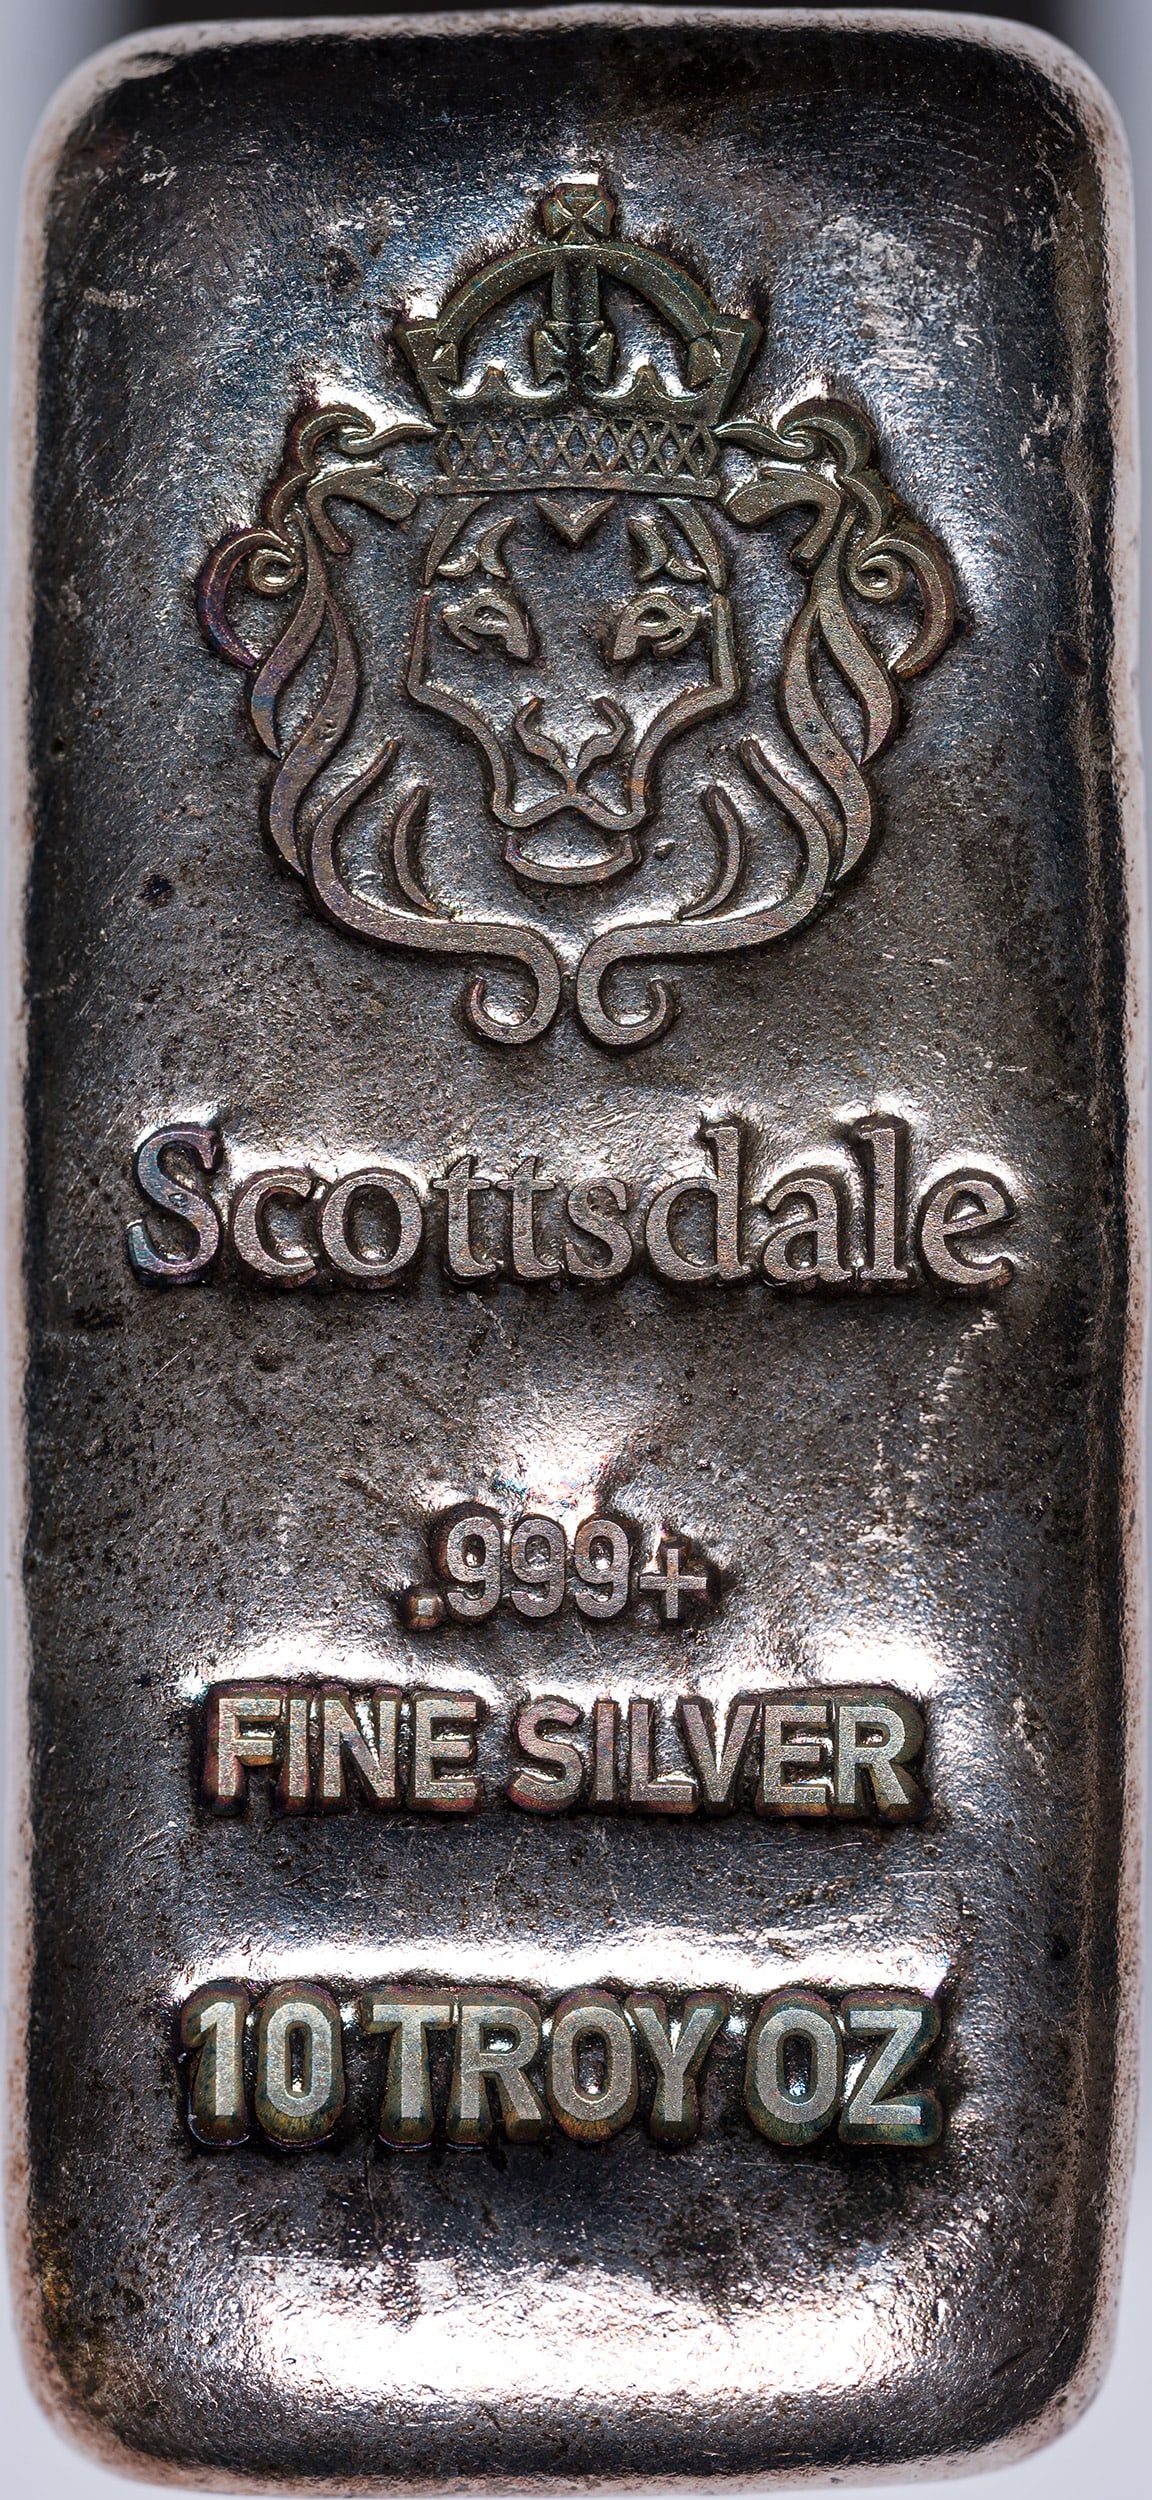 Scottsdale
.999+
FINE SILVER
10 TROY OZ